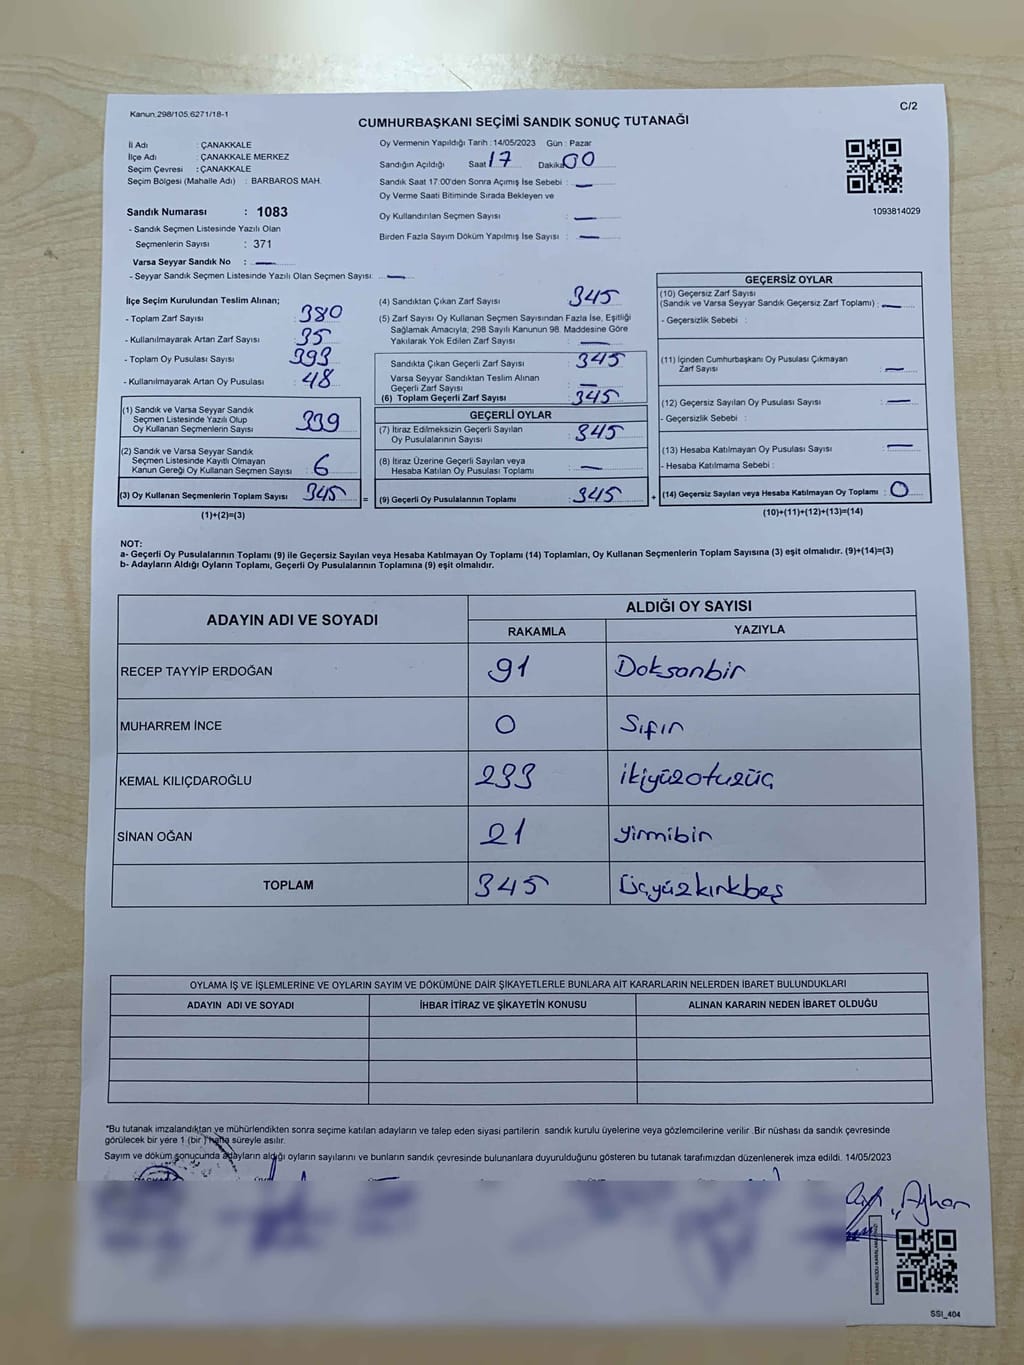 Kanun.298/105,6271/18-1
C/2
CUMHURBAŞKANI SEÇİMİ SANDIK SONUÇ TUTANAĞI
İl Adı : ÇANAKKALE
İlçe Adı : ÇANAKKALE MERKEZ
Seçim Çevresi : ÇANAKKALE
Seçim Bölgesi (Mahalle Adı) : BARBAROS MAH.
Oy Vermenin Yapıldığı Tarih : 14/05/2023 Gün : Pazar
Sandığın Açıldığı Saat 17 Dakika 00
Sandık Saat 17.00'den Sonra Açımış İse Sebebi : —
Oy Verme Saati Bitiminde Sırada Bekleyen ve
Oy Kullandırılan Seçmen Sayısı : —
Birden Fazla Sayım Döküm Yapılmış İse Sayısı : —
1093814029
Sandık Numarası : 1083
- Sandık Seçmen Listesinde Yazılı Olan
Seçmenlerin Sayısı : 371
Varsa Seyyar Sandık No : —
- Seyyar Sandık Seçmen Listesinde Yazılı Olan Seçmen Sayısı: —
İlçe Seçim Kurulundan Teslim Alınan;
- Toplam Zarf Sayısı : 380
- Kullanılmayarak Artan Zarf Sayısı : 35
- Toplam Oy Pusulası Sayısı : 393
- Kullanılmayarak Artan Oy Pusulası : 48
(1) Sandık ve Varsa Seyyar Sandık
Seçmen Listesinde Yazılı Olup
Oy Kullanan Seçmenlerin Sayısı : 339
(2) Sandık ve Varsa Seyyar Sandık
Seçmen Listesinde Kayıtlı Olmayan
Kanun Gereği Oy Kullanan Seçmen Sayısı : 6
(3) Oy Kullanan Seçmenlerin Toplam Sayısı : 345 =
(1)+(2)=(3)
(4) Sandıktan Çıkan Zarf Sayısı : 345
(5) Zarf Sayısı Oy Kullanan Seçmen Sayısından Fazla İse, Eşitliği
Sağlamak Amacıyla; 298 Sayılı Kanunun 98. Maddesine Göre
Yakılarak Yok Edilen Zarf Sayısı : —
Sandıkta Çıkan Geçerli Zarf Sayısı : 345
Varsa Seyyar Sandıktan Teslim Alınan
Geçerli Zarf Sayısı : —
(6) Toplam Geçerli Zarf Sayısı : 345
GEÇERLİ OYLAR
(7) İtiraz Edilmeksizin Geçerli Sayılan
Oy Pusulalarının Sayısı : 345
(8) İtiraz Üzerine Geçerli Sayılan veya
Hesaba Katılan Oy Pusulası Toplamı : —
(9) Geçerli Oy Pusulalarının Toplamı : 345 +
GEÇERSİZ OYLAR
(10) Geçersiz Zarf Sayısı
(Sandık ve Varsa Seyyar Sandık Geçersiz Zarf Toplamı) : —
- Geçersizlik Sebebi :
(11) İçinden Cumhurbaşkanı Oy Pusulası Çıkmayan
Zarf Sayısı : —
(12) Geçersiz Sayılan Oy Pusulası Sayısı : —
- Geçersizlik Sebebi :
(13) Hesaba Katılmayan Oy Pusulası Sayısı : —
- Hesaba Katılmama Sebebi :
(14) Geçersiz Sayılan veya Hesaba Katılmayan Oy Toplamı : 0
(10)+(11)+(12)+(13)=(14)
NOT:
a- Geçerli Oy Pusulalarının Toplamı (9) ile Geçersiz Sayılan veya Hesaba Katılmayan Oy Toplamı (14) Toplamları, Oy Kullanan Seçmenlerin Toplam Sayısına (3) eşit olmalıdır. (9)+(14)=(3)
b- Adayların Aldığı Oyların Toplamı, Geçerli Oy Pusulalarının Toplamına (9) eşit olmalıdır.
ADAYIN ADI VE SOYADI
ALDIĞI OY SAYISI
RAKAMLA YAZIYLA
RECEP TAYYİP ERDOĞAN 91 Doksanbir
MUHARREM İNCE 0 Sıfır
KEMAL KILIÇDAROĞLU 233 ikiyüzotuzüç
SİNAN OĞAN 21 yirmibir
TOPLAM 345 Üçyüzkırkbeş
OYLAMA İŞ VE İŞLEMLERİNE VE OYLARIN SAYIM VE DÖKÜMÜNE DAİR ŞİKAYETLERLE BUNLARA AİT KARARLARIN NELERDEN İBARET BULUNDUKLARI
ADAYIN ADI VE SOYADI İHBAR İTİRAZ VE ŞİKAYETİN KONUSU ALINAN KARARIN NEDEN İBARET OLDUĞU
*Bu tutanak imzalandıktan ve mühürlendikten sonra seçime katılan adayların ve talep eden siyasi partilerin sandık kurulu üyelerine veya gözlemcilerine verilir .Bir nüshası da sandık çevresinde
görülecek bir yere 1 (bir ) hafta süreyle asılır.
Sayım ve döküm sonucunda adayların aldığı oyların sayılarını ve bunların sandık çevresinde bulunanlara duyurulduğunu gösteren bu tutanak tarafımızdan düzenlenerek imza edildi. 14/05/2023
Ayhan
SSI_404